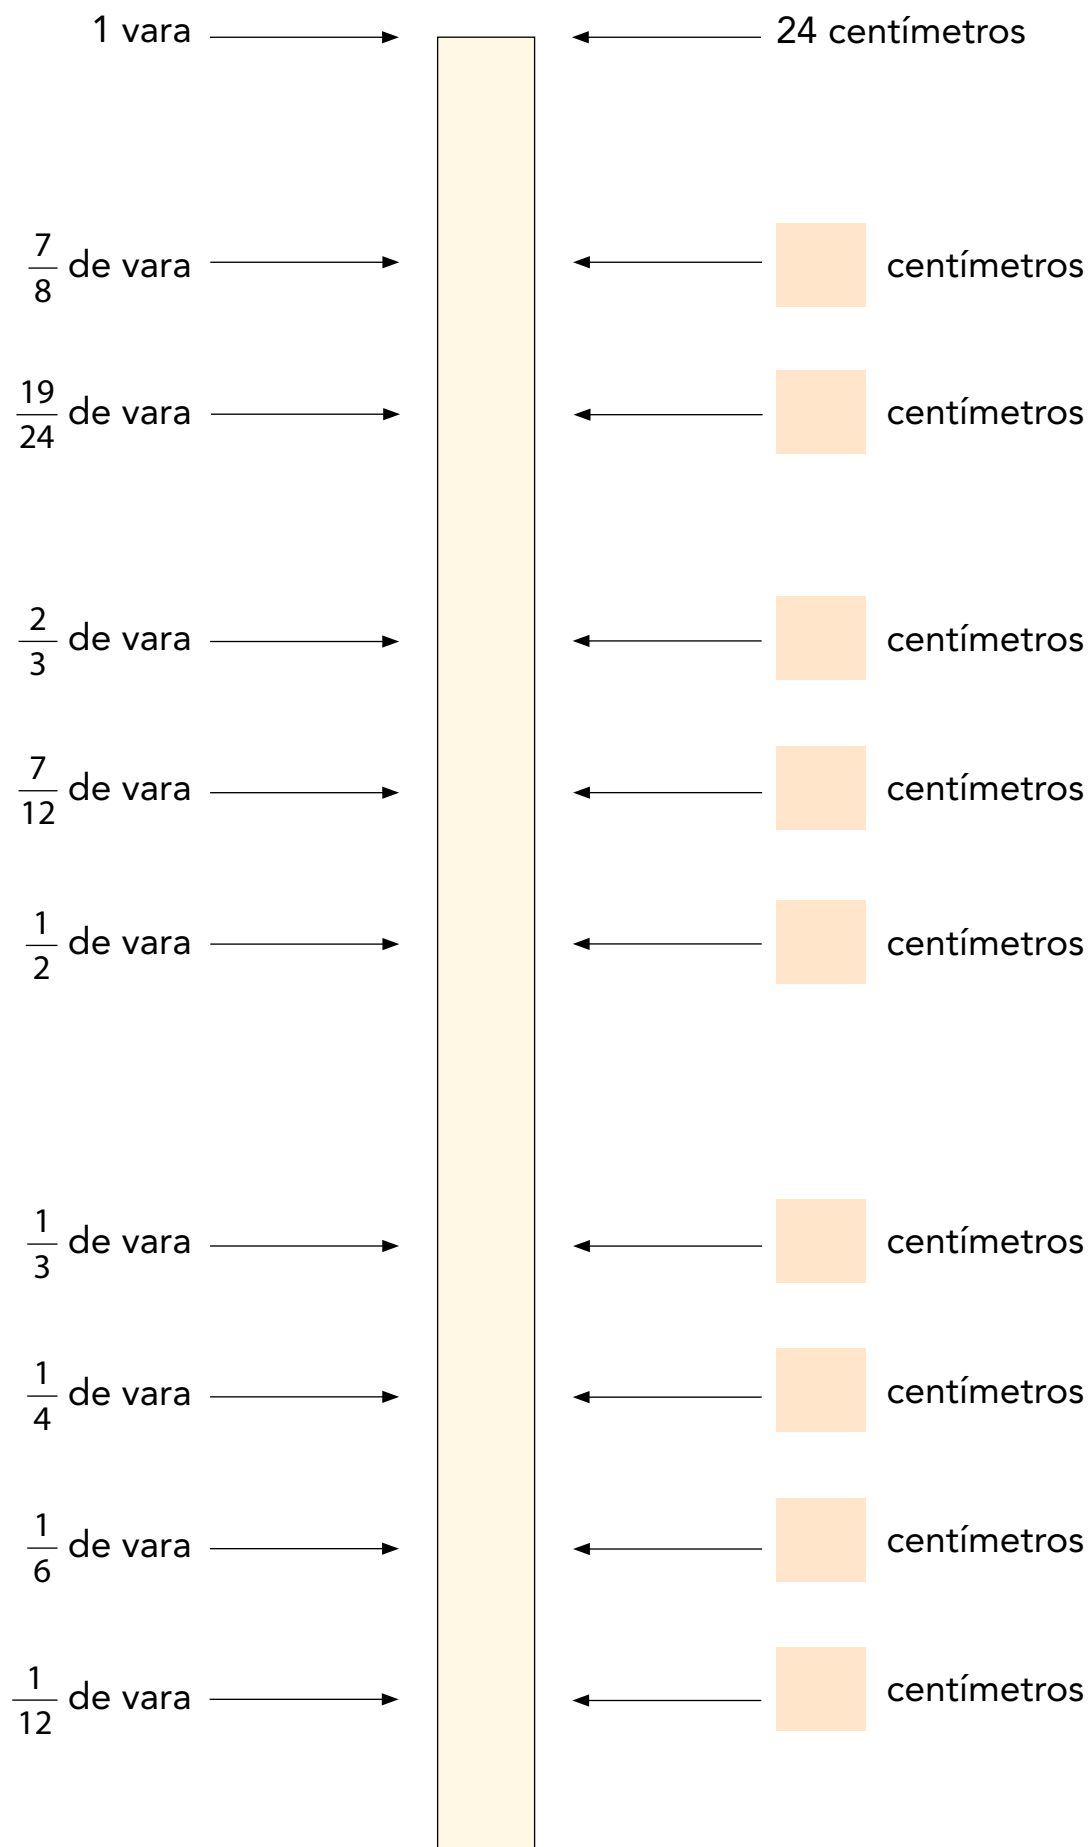 1 vara 24 centímetros
7/8 de vara centímetros
19/24 de vara centímetros
2/3 de vara centímetros
7/12 de vara centímetros
1/2 de vara centímetros
1/3 de vara centímetros
1/4 de vara centímetros
1/6 de vara centímetros
1/12 de vara centímetros